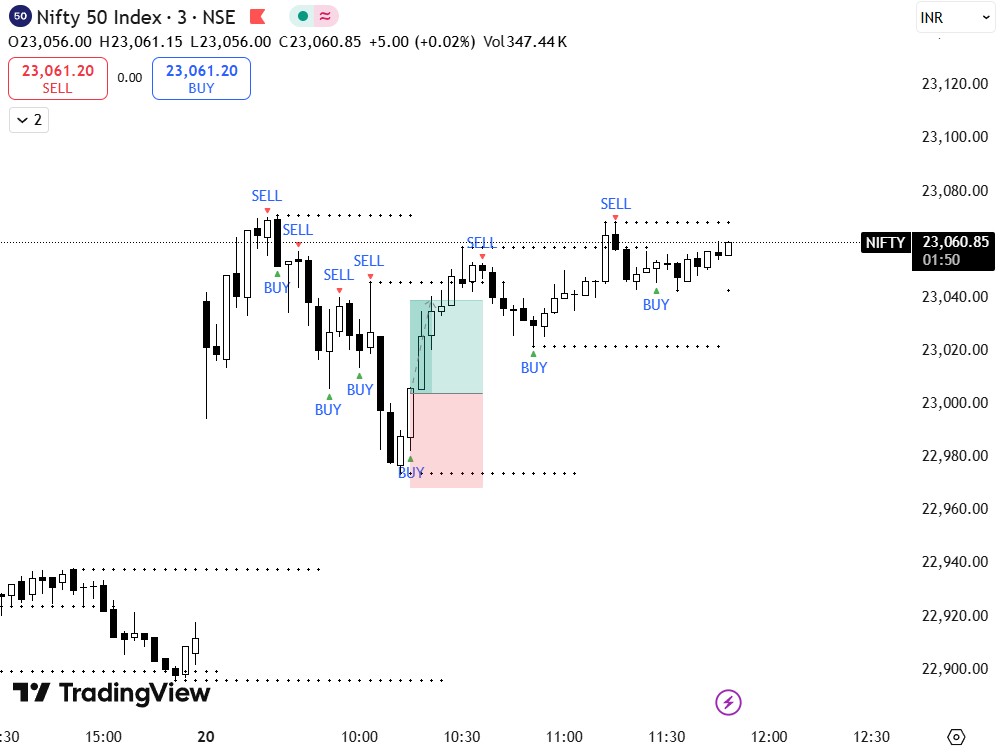 50 Nifty 50 Index · 3 · NSE
INR
O23,056.00 H23,061.15 L23,056.00 C23,060.85 +5.00 (+0.02%) Vol347.44K
23,061.20
SELL
0.00
23,061.20
BUY
2
23,120.00
23,100.00
23,080.00
NIFTY 23,060.85
01:50
23,040.00
23,020.00
23,000.00
22,980.00
22,960.00
22,940.00
22,920.00
22,900.00
SELL
SELL
BUY
SELL
SELL
BUY
BUY
SELL
BUY
BUY
SELL
BUY
TradingView
:30 15:00 20 10:00 10:30 11:00 11:30 12:00 12:30